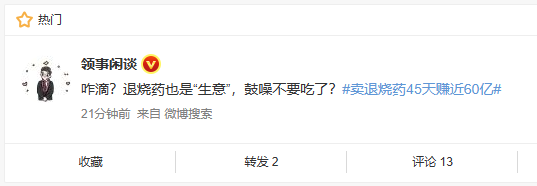 热门
领事闲谈
咋滴？退烧药也是“生意”，鼓噪不要吃了？#卖退烧药45天赚近60亿#
21分钟前 来自 微博搜索
收藏 转发 2 评论 13